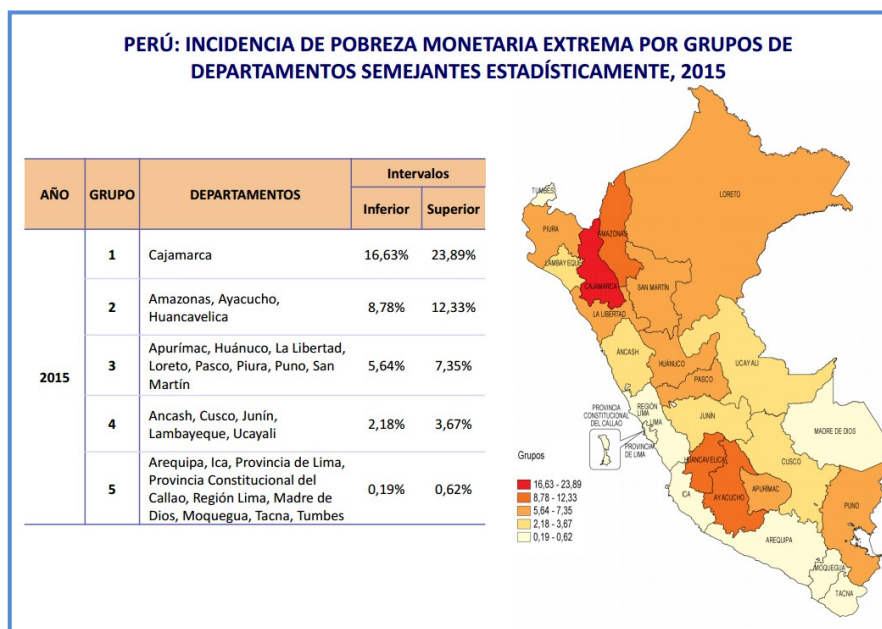 PERÚ: INCIDENCIA DE POBREZA MONETARIA EXTREMA POR GRUPOS DE
DEPARTAMENTOS SEMEJANTES ESTADÍSTICAMENTE, 2015
AÑO GRUPO DEPARTAMENTOS Intervalos
Inferior Superior
2015
1 Cajamarca 16,63% 23,89%
2 Amazonas, Ayacucho,
Huancavelica 8,78% 12,33%
3 Apurímac, Huánuco, La Libertad,
Loreto, Pasco, Piura, Puno, San
Martín 5,64% 7,35%
4 Ancash, Cusco, Junín,
Lambayeque, Ucayali 2,18% 3,67%
5 Arequipa, Ica, Provincia de Lima,
Provincia Constitucional del
Callao, Región Lima, Madre de
Dios, Moquegua, Tacna, Tumbes 0,19% 0,62%
TUMBES
LORETO
PIURA
AMAZONAS
LAMBAYEQUE
CAJAMARCA
SAN MARTÍN
LA LIBERTAD
ÁNCASH
HUÁNUCO
UCAYALI
PASCO
PROVINCIA
CONSTITUCIONAL
DEL CALLAO
REGIÓN
LIMA
LIMA
PROVINCIA
DE LIMA
JUNÍN
MADRE DE DIOS
HUANCAVELICA
CUSCO
ICA
AYACUCHO
APURÍMAC
PUNO
AREQUIPA
MOQUEGUA
TACNA
Grupos
16,63 - 23,89
8,78 - 12,33
5,64 - 7,35
2,18 - 3,67
0,19 - 0,62